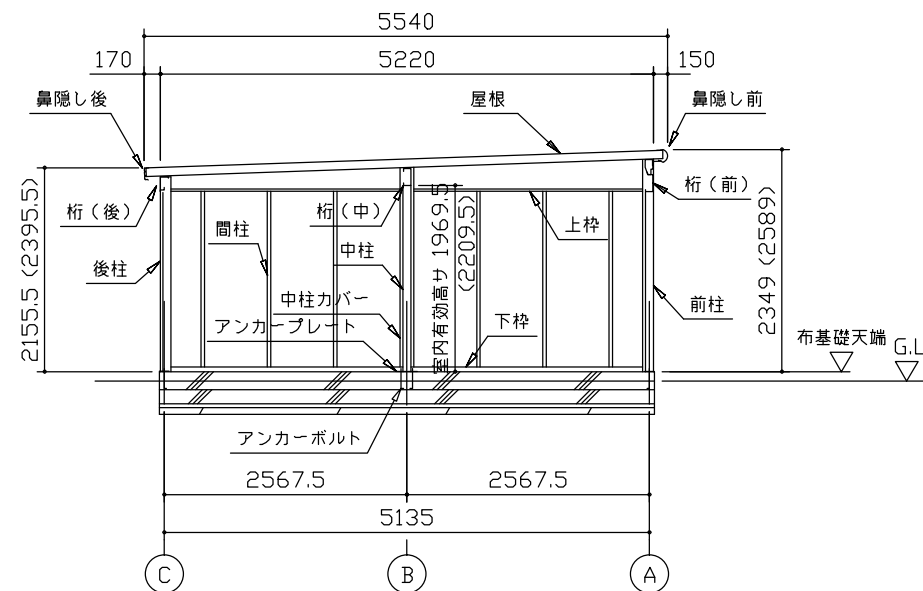 5540
170
5220
150
鼻隠し後
屋根
鼻隠し前
桁（後）
桁（中）
桁（前）
間柱
中柱
上枠
後柱
中柱カバー
アンカープレート
下枠
前柱
2155.5 (2395.5)
室内有効高サ 1969.5
(2209.5)
2349 (2589)
布基礎天端
G.L
アンカーボルト
2567.5
2567.5
5135
C
B
A